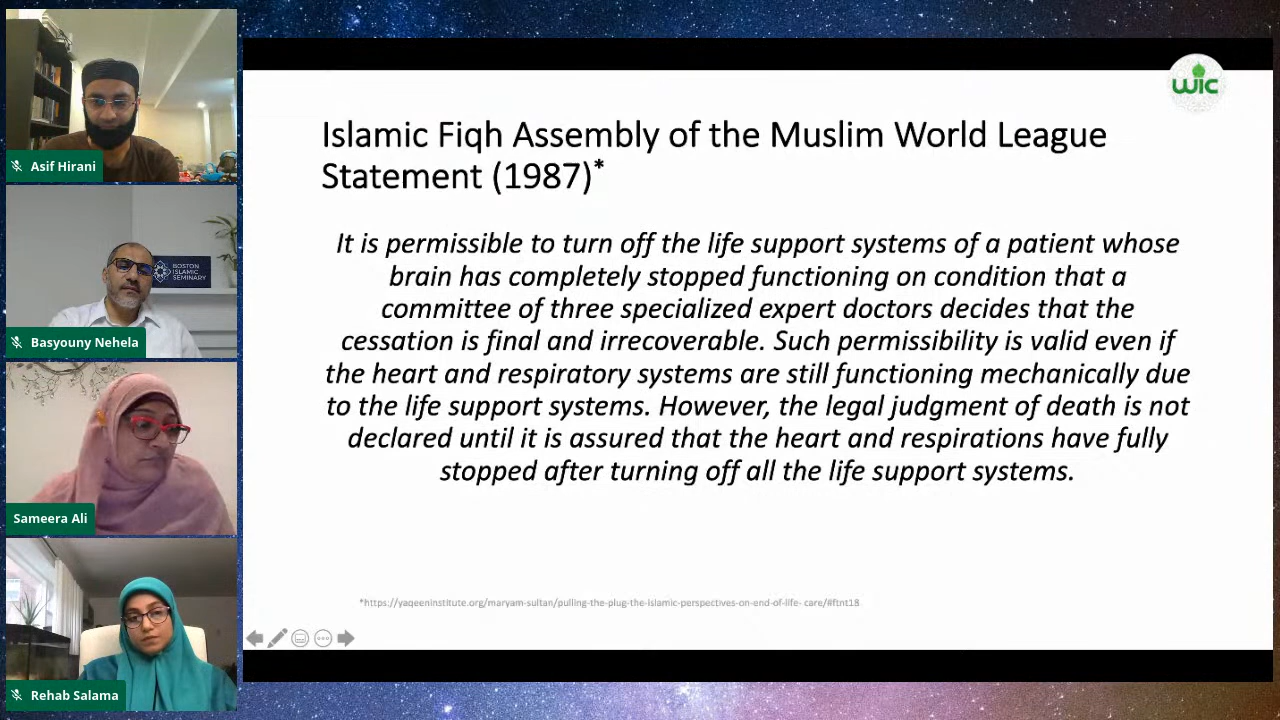 Asif Hirani
BOSTON
ISLAMIC
SEMINARY
Basyouny Nehela
Sameera Ali
Rehab Salama
WIC
Islamic Fiqh Assembly of the Muslim World League
Statement (1987)*
It is permissible to turn off the life support systems of a patient whose
brain has completely stopped functioning on condition that a
committee of three specialized expert doctors decides that the
cessation is final and irrecoverable. Such permissibility is valid even if
the heart and respiratory systems are still functioning mechanically due
to the life support systems. However, the legal judgment of death is not
declared until it is assured that the heart and respirations have fully
stopped after turning off all the life support systems.
*https://yaqeeninstitute.org/maryam-sultan/pulling-the-plug-the-islamic-perspectives-on-end-of-life- care/#ftnt18